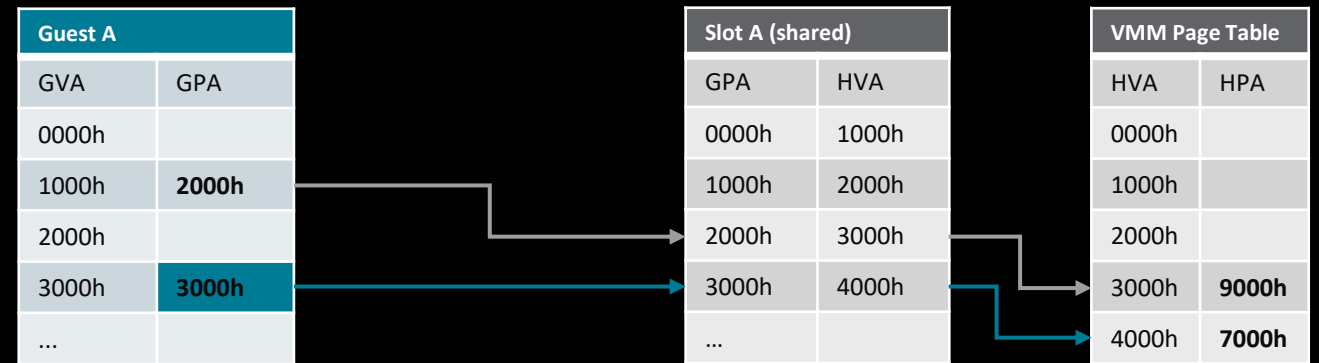 Guest A Slot A (shared) VMM Page Table
GVA GPA GPA HVA HVA HPA
0000h 0000h 1000h 0000h
1000h 2000h 1000h 2000h 1000h
2000h 2000h 3000h 2000h
3000h 3000h 3000h 4000h 3000h 9000h
... ... 4000h 7000h